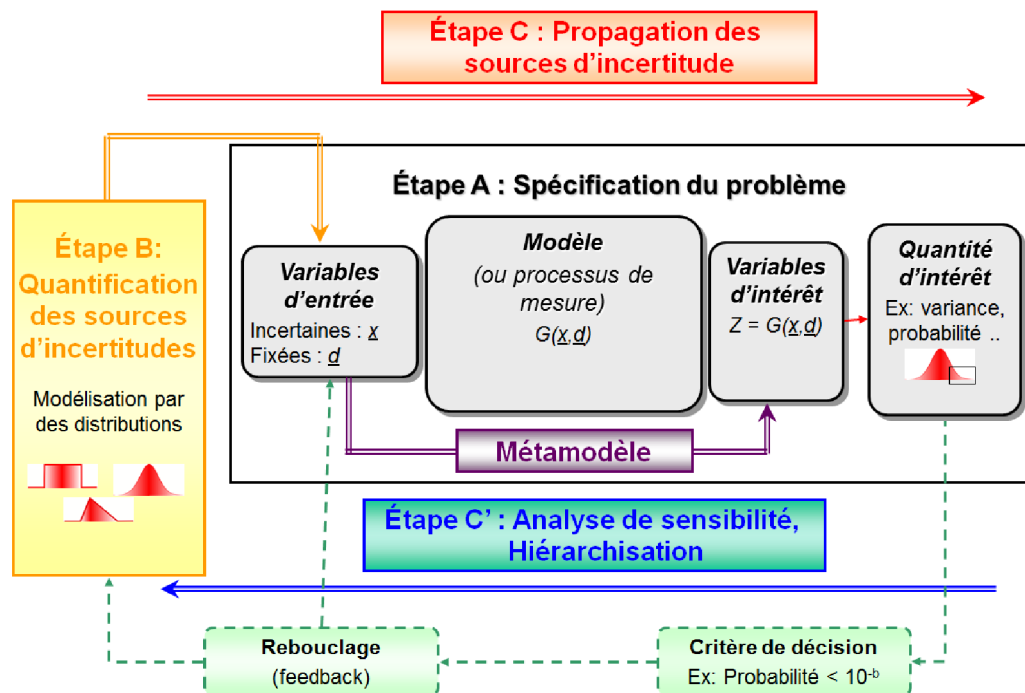 Étape C : Propagation des
sources d'incertitude
Étape A : Spécification du problème
Étape B:
Quantification
des sources
d'incertitudes
Modélisation par
des distributions
Variables
d'entrée
Incertaines : x
Fixées : d
Modèle
(ou processus de
mesure)
G(x,d)
Variables
d'intérêt
Z = G(x,d)
Quantité
d'intérêt
Ex: variance,
probabilité ..
Métamodèle
Étape C' : Analyse de sensibilité,
Hiérarchisation
Rebouclage
(feedback)
Critère de décision
Ex: Probabilité < 10⁻ᵇ